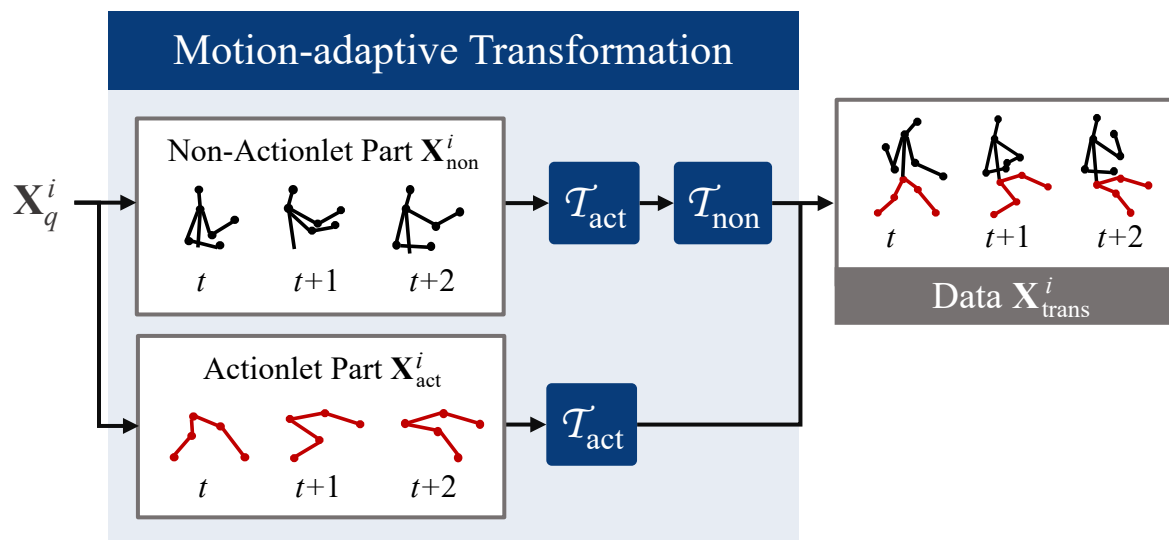 Motion-adaptive Transformation
X_q^i
Non-Actionlet Part X_non^i
t t+1 t+2
𝒯_act
𝒯_non
Actionlet Part X_act^i
t t+1 t+2
𝒯_act
t t+1 t+2
Data X_trans^i